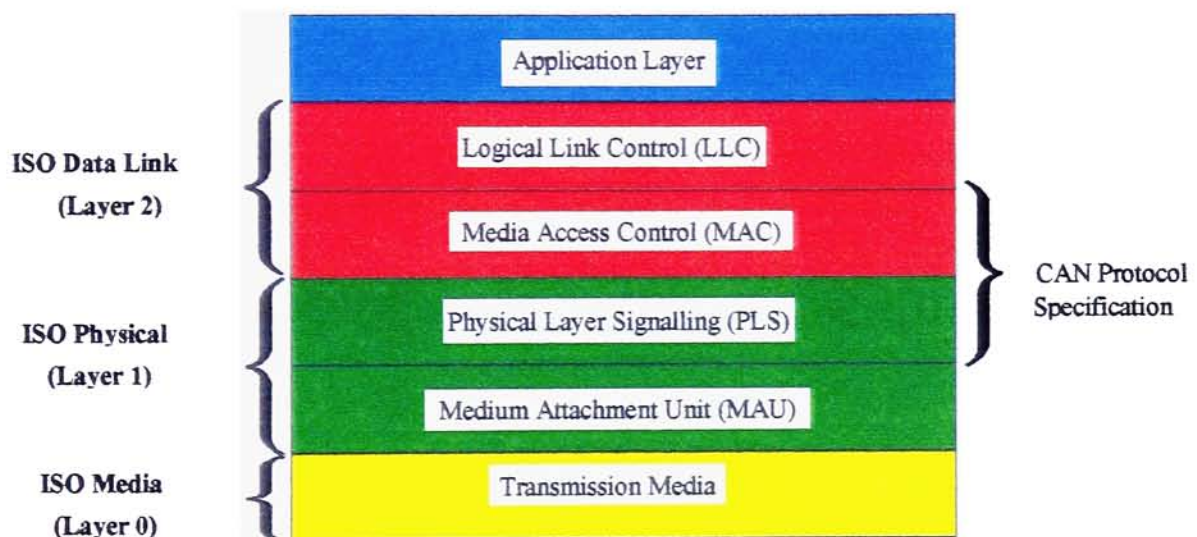 Application Layer
Logical Link Control (LLC)
ISO Data Link
(Layer 2)
Media Access Control (MAC)
CAN Protocol
Specification
Physical Layer Signalling (PLS)
ISO Physical
(Layer 1)
Medium Attachment Unit (MAU)
Transmission Media
ISO Media
(Layer 0)